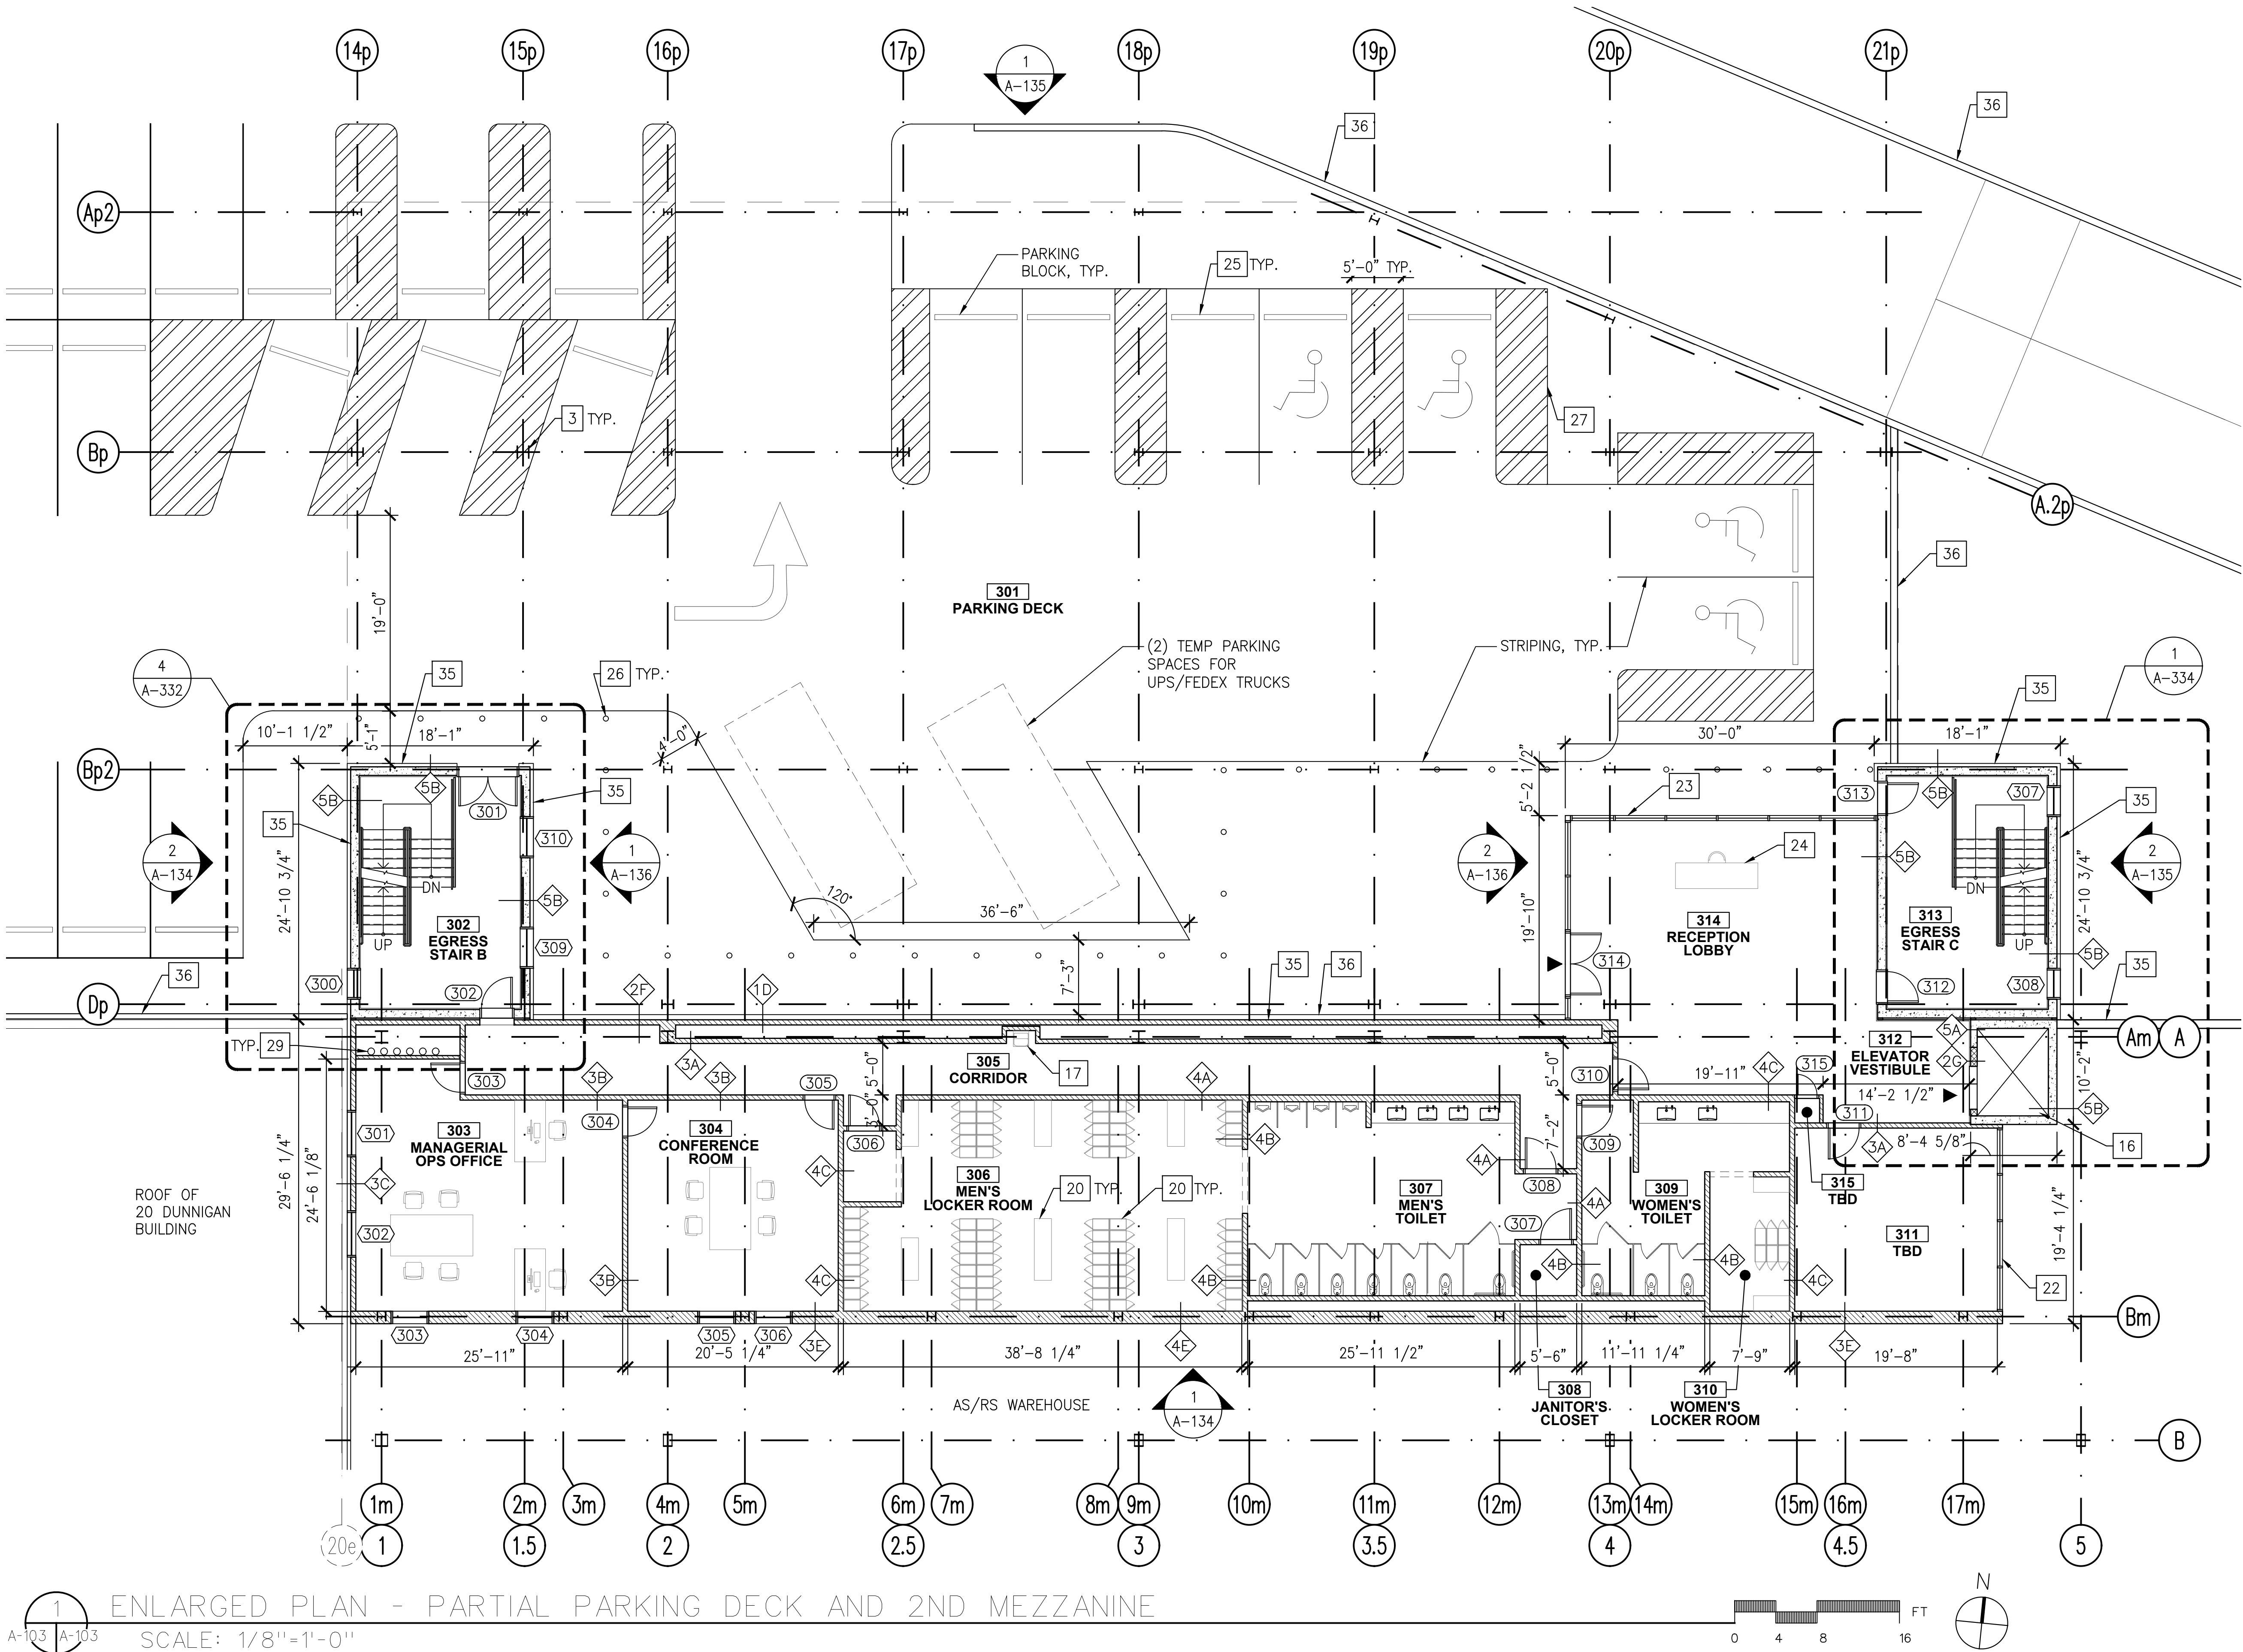 14p
15p
16p
17p
18p
19p
20p
21p
1
A-135
36
36
Ap2
PARKING
BLOCK, TYP.
25 TYP.
5'-0" TYP.
3 TYP.
27
Bp
A.2p
36
19'-0"
301
PARKING DECK
(2) TEMP PARKING
SPACES FOR
UPS/FEDEX TRUCKS
STRIPING, TYP.
4
A-332
35
26 TYP.
1
A-334
35
10'-1 1/2"
5'-1"
18'-1"
4'-0"
30'-0"
18'-1"
Bp2
5'-2 1/2"
5B
5B
301
35
23
313
5B
307
35
35
310
2
A-134
1
A-136
2
A-136
24
5B
2
A-135
24'-10 3/4"
DN
5B
120°
36'-6"
19'-10"
DN
24'-10 3/4"
302
EGRESS
STAIR B
UP
309
314
RECEPTION
LOBBY
313
EGRESS
STAIR C
UP
5B
36
300
302
2F
1D
7'-3"
35
36
314
312
308
35
Dp
TYP. 29
3A
305
CORRIDOR
17
5A
312
ELEVATOR
VESTIBULE
2G
Am
A
303
3B
3B
305
5'-0"
3'-0"
4A
5'-0"
310
19'-11"
4C
315
14'-2 1/2"
10'-2"
5B
304
306
311
3A
8'-4 5/8"
16
301
303
MANAGERIAL
OPS OFFICE
304
CONFERENCE
ROOM
4B
7'-2"
309
29'-6 1/4"
24'-6 1/8"
3C
4C
306
MEN'S
LOCKER ROOM
20 TYP.
20 TYP.
4A
308
307
MEN'S
TOILET
4A
309
WOMEN'S
TOILET
315
TBD
ROOF OF
20 DUNNIGAN
BUILDING
302
307
311
TBD
19'-4 1/4"
3B
4C
4B
4B
4B
4C
22
303
304
305
306
3E
4E
3E
Bm
25'-11"
20'-5 1/4"
38'-8 1/4"
25'-11 1/2"
5'-6"
11'-11 1/4"
7'-9"
19'-8"
AS/RS WAREHOUSE
1
A-134
308
JANITOR'S
CLOSET
310
WOMEN'S
LOCKER ROOM
B
1m
2m
3m
4m
5m
6m
7m
8m
9m
10m
11m
12m
13m
14m
15m
16m
17m
20e
1
1.5
2
2.5
3
3.5
4
4.5
5
1
A-103
A-103
ENLARGED PLAN - PARTIAL PARKING DECK AND 2ND MEZZANINE
SCALE: 1/8"=1'-0"
0 4 8 16
FT
N